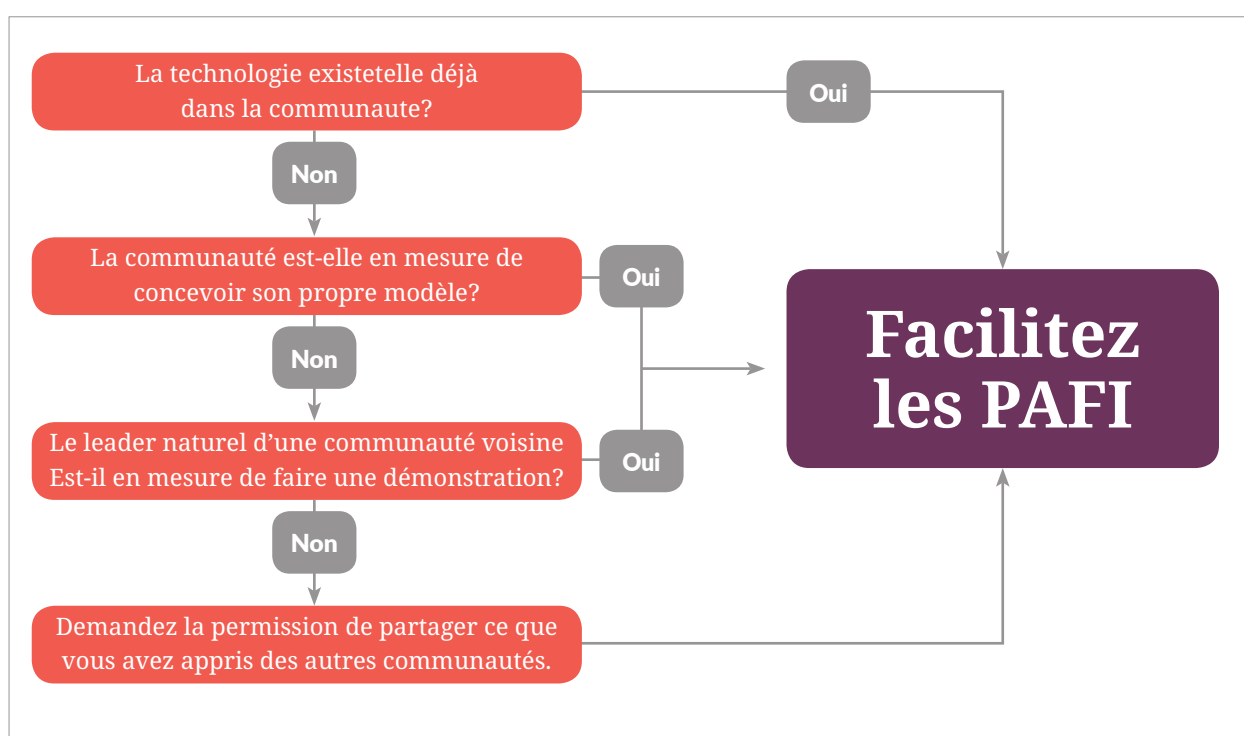 La technologie existetelle déjà
dans la communaute?
Oui
Non
La communauté est-elle en mesure de
concevoir son propre modèle?
Oui
Non
Le leader naturel d’une communauté voisine
Est-il en mesure de faire une démonstration?
Oui
Non
Demandez la permission de partager ce que
vous avez appris des autres communautés.
Facilitez
les PAFI